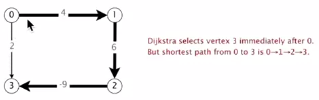 0 4 1
2 6
3 -9 2
Dijkstra selects vertex 3 immediately after 0.
But shortest path from 0 to 3 is 0→1→2→3.